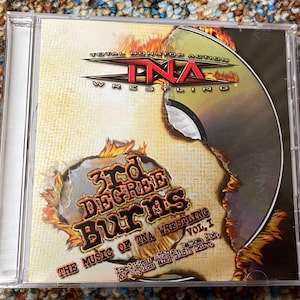 TOTAL NONSTOP ACTION
TNA
WRESTLING
3rd
DEGREE
Burns
THE MUSIC OF TNA WRESTLING
VOL.1